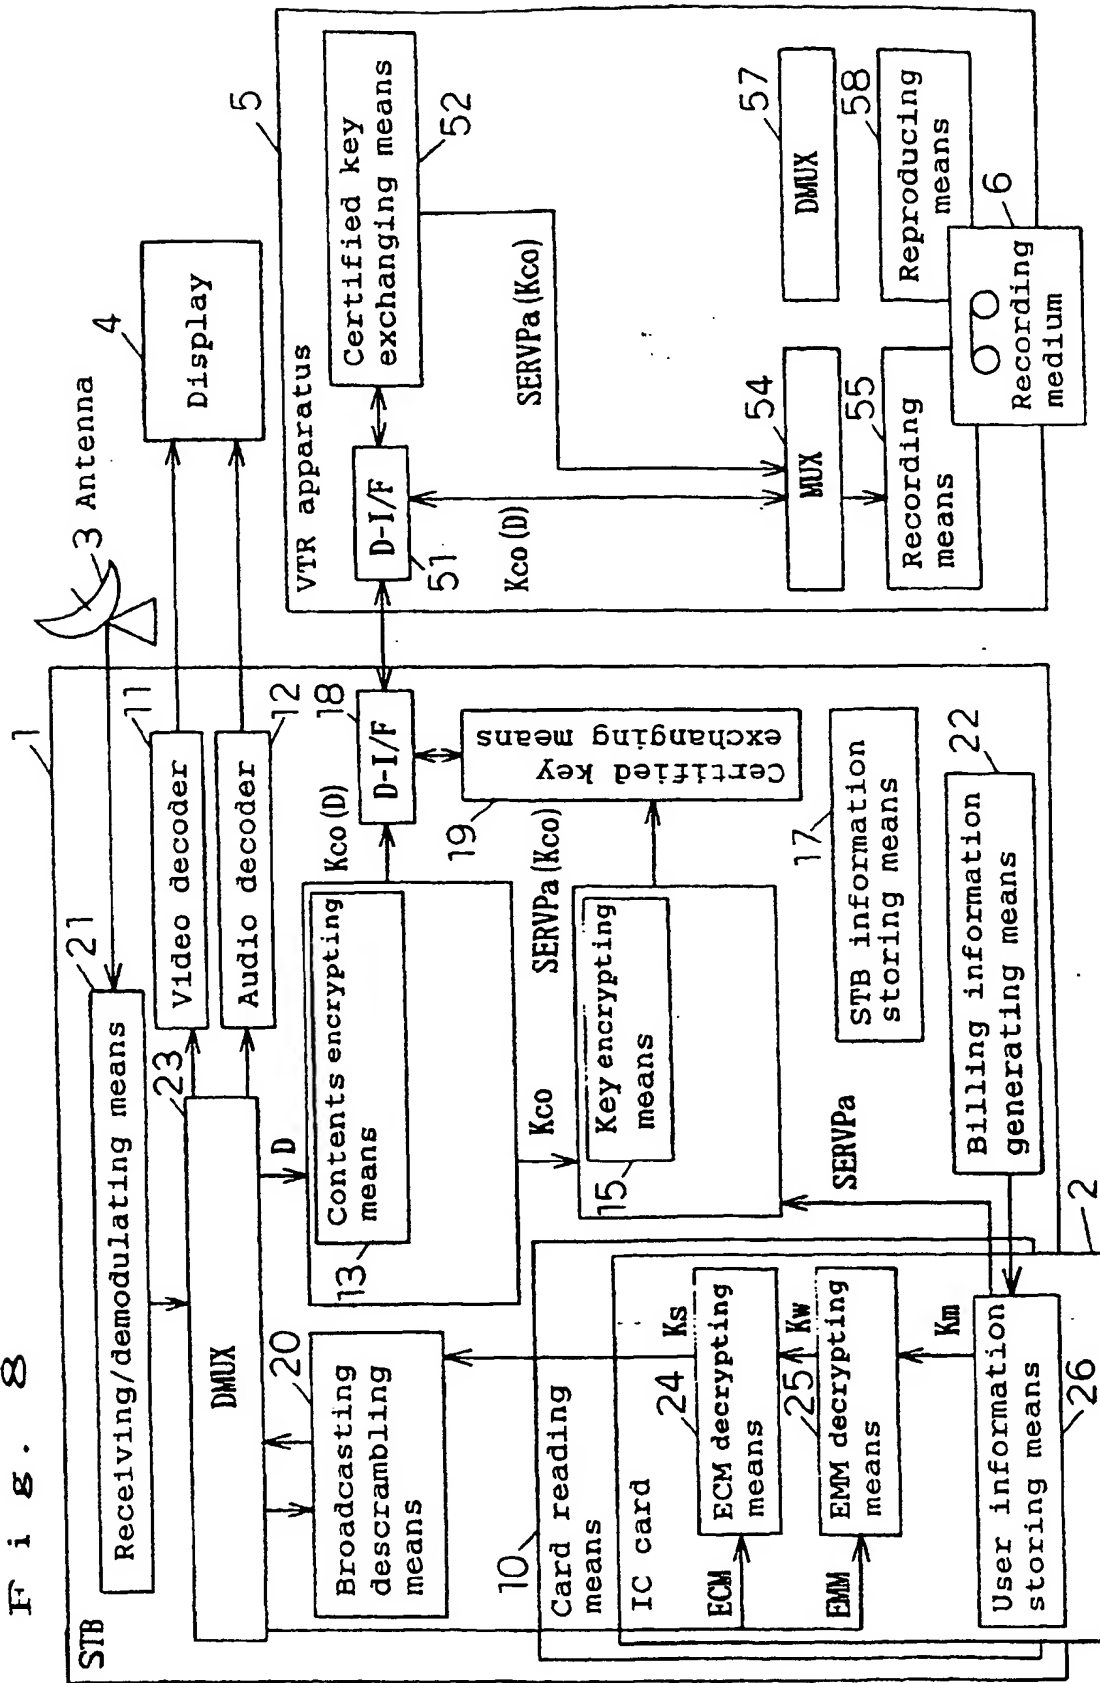 Fig. 8
1
STB
Receiving/demodulating means
21
3 Antenna
DMUX
23
Video decoder
11
Audio decoder
12
4
Display
D
Broadcasting
descrambling
means
20
Contents encrypting
means
13
Kco(D)
D-I/F
18
Certified key
exchanging means
19
Kco
SERVPa(Kco)
Key encrypting
means
15
STB information
storing means
17
SERVPa
Billing information
generating means
22
10
Card reading
means
IC card
2
ECM
EMM
Ks
ECM decrypting
means
24
Kw
EMM decrypting
means
25
Km
User information
storing means
26
5
VTR apparatus
D-I/F
51
Certified key
exchanging means
52
Kco(D)
SERVPa(Kco)
MUX
54
Recording
means
55
DMUX
57
Reproducing
means
58
Recording
medium
6